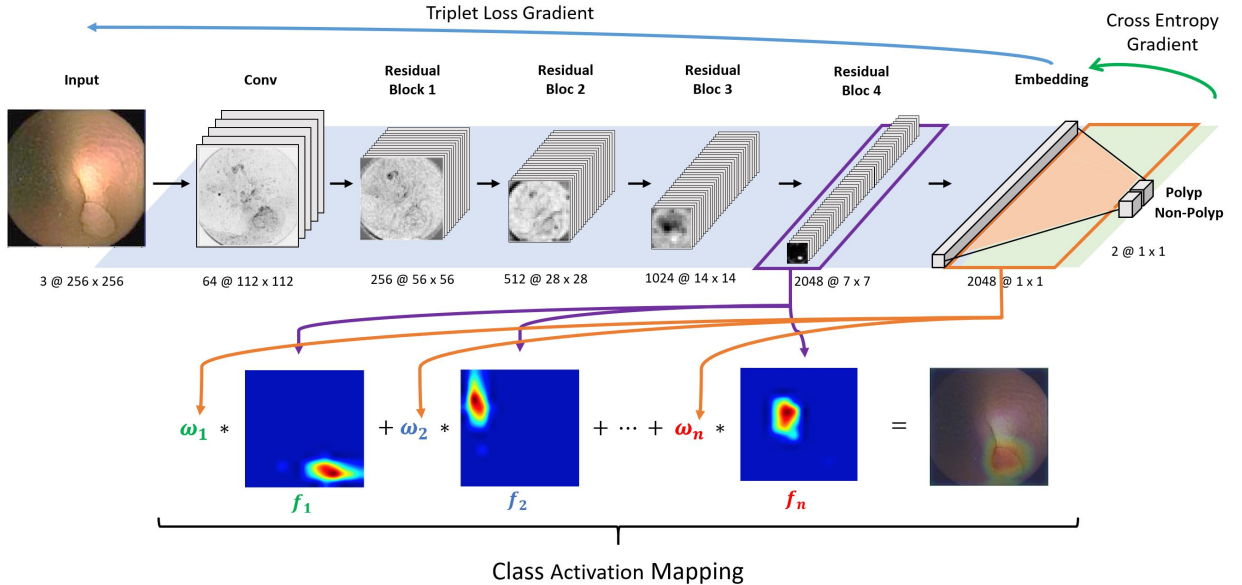 Triplet Loss Gradient
Cross Entropy
Gradient
Input
Conv
Residual
Block 1
Residual
Bloc 2
Residual
Bloc 3
Residual
Bloc 4
Embedding
Polyp
Non-Polyp
3 @ 256 x 256
64 @ 112 x 112
256 @ 56 x 56
512 @ 28 x 28
1024 @ 14 x 14
2048 @ 7 x 7
2048 @ 1 x 1
2 @ 1 x 1
ω1 * + ω2 * + ⋯ + ωn * =
f1
f2
fn
Class Activation Mapping